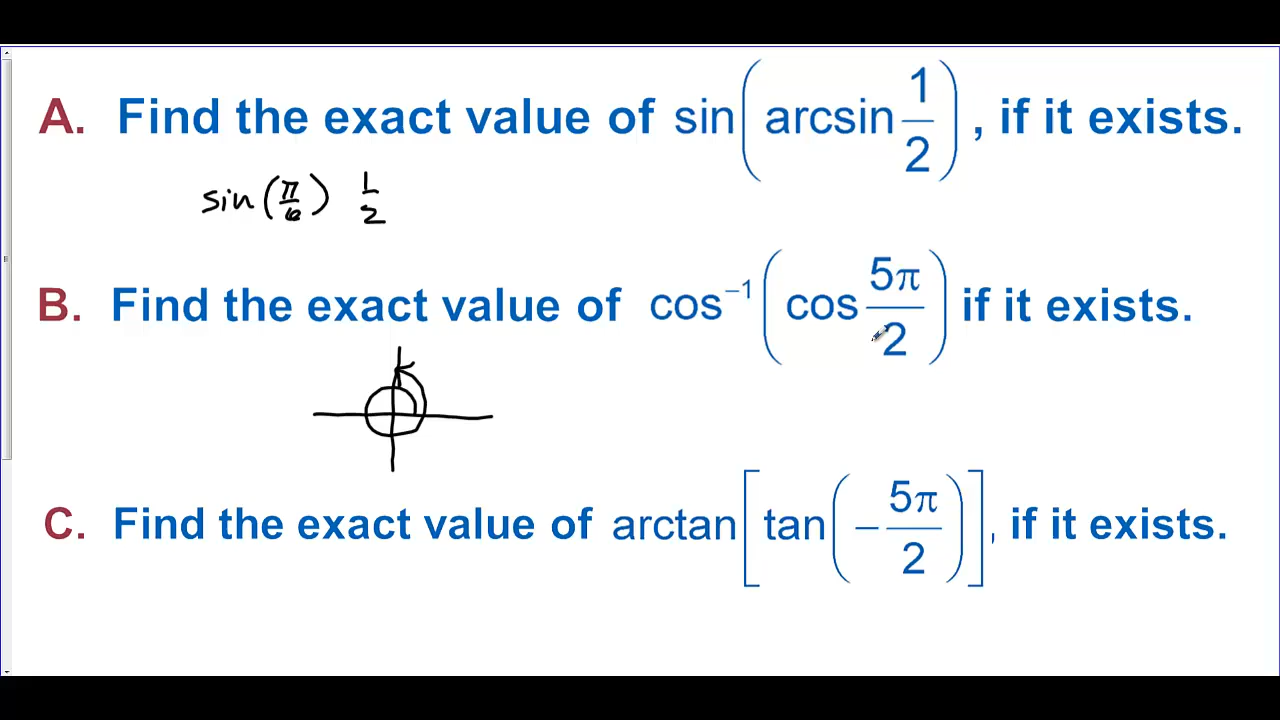 A. Find the exact value of sin(arcsin 1/2), if it exists.
sin(π/6) 1/2
B. Find the exact value of cos⁻¹(cos 5π/2) if it exists.
C. Find the exact value of arctan[tan(−5π/2)], if it exists.